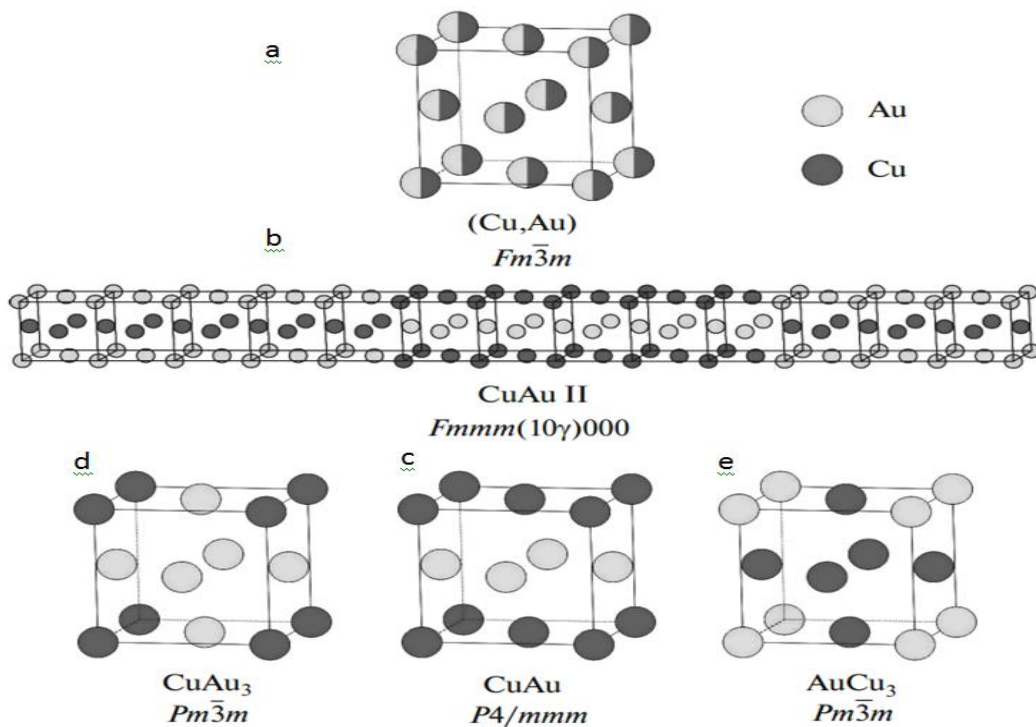 a
Au
Cu
(Cu,Au)
Fm3̅m
b
CuAu II
Fmmm(10γ)000
d
c
e
CuAu₃
Pm3̅m
CuAu
P4/mmm
AuCu₃
Pm3̅m